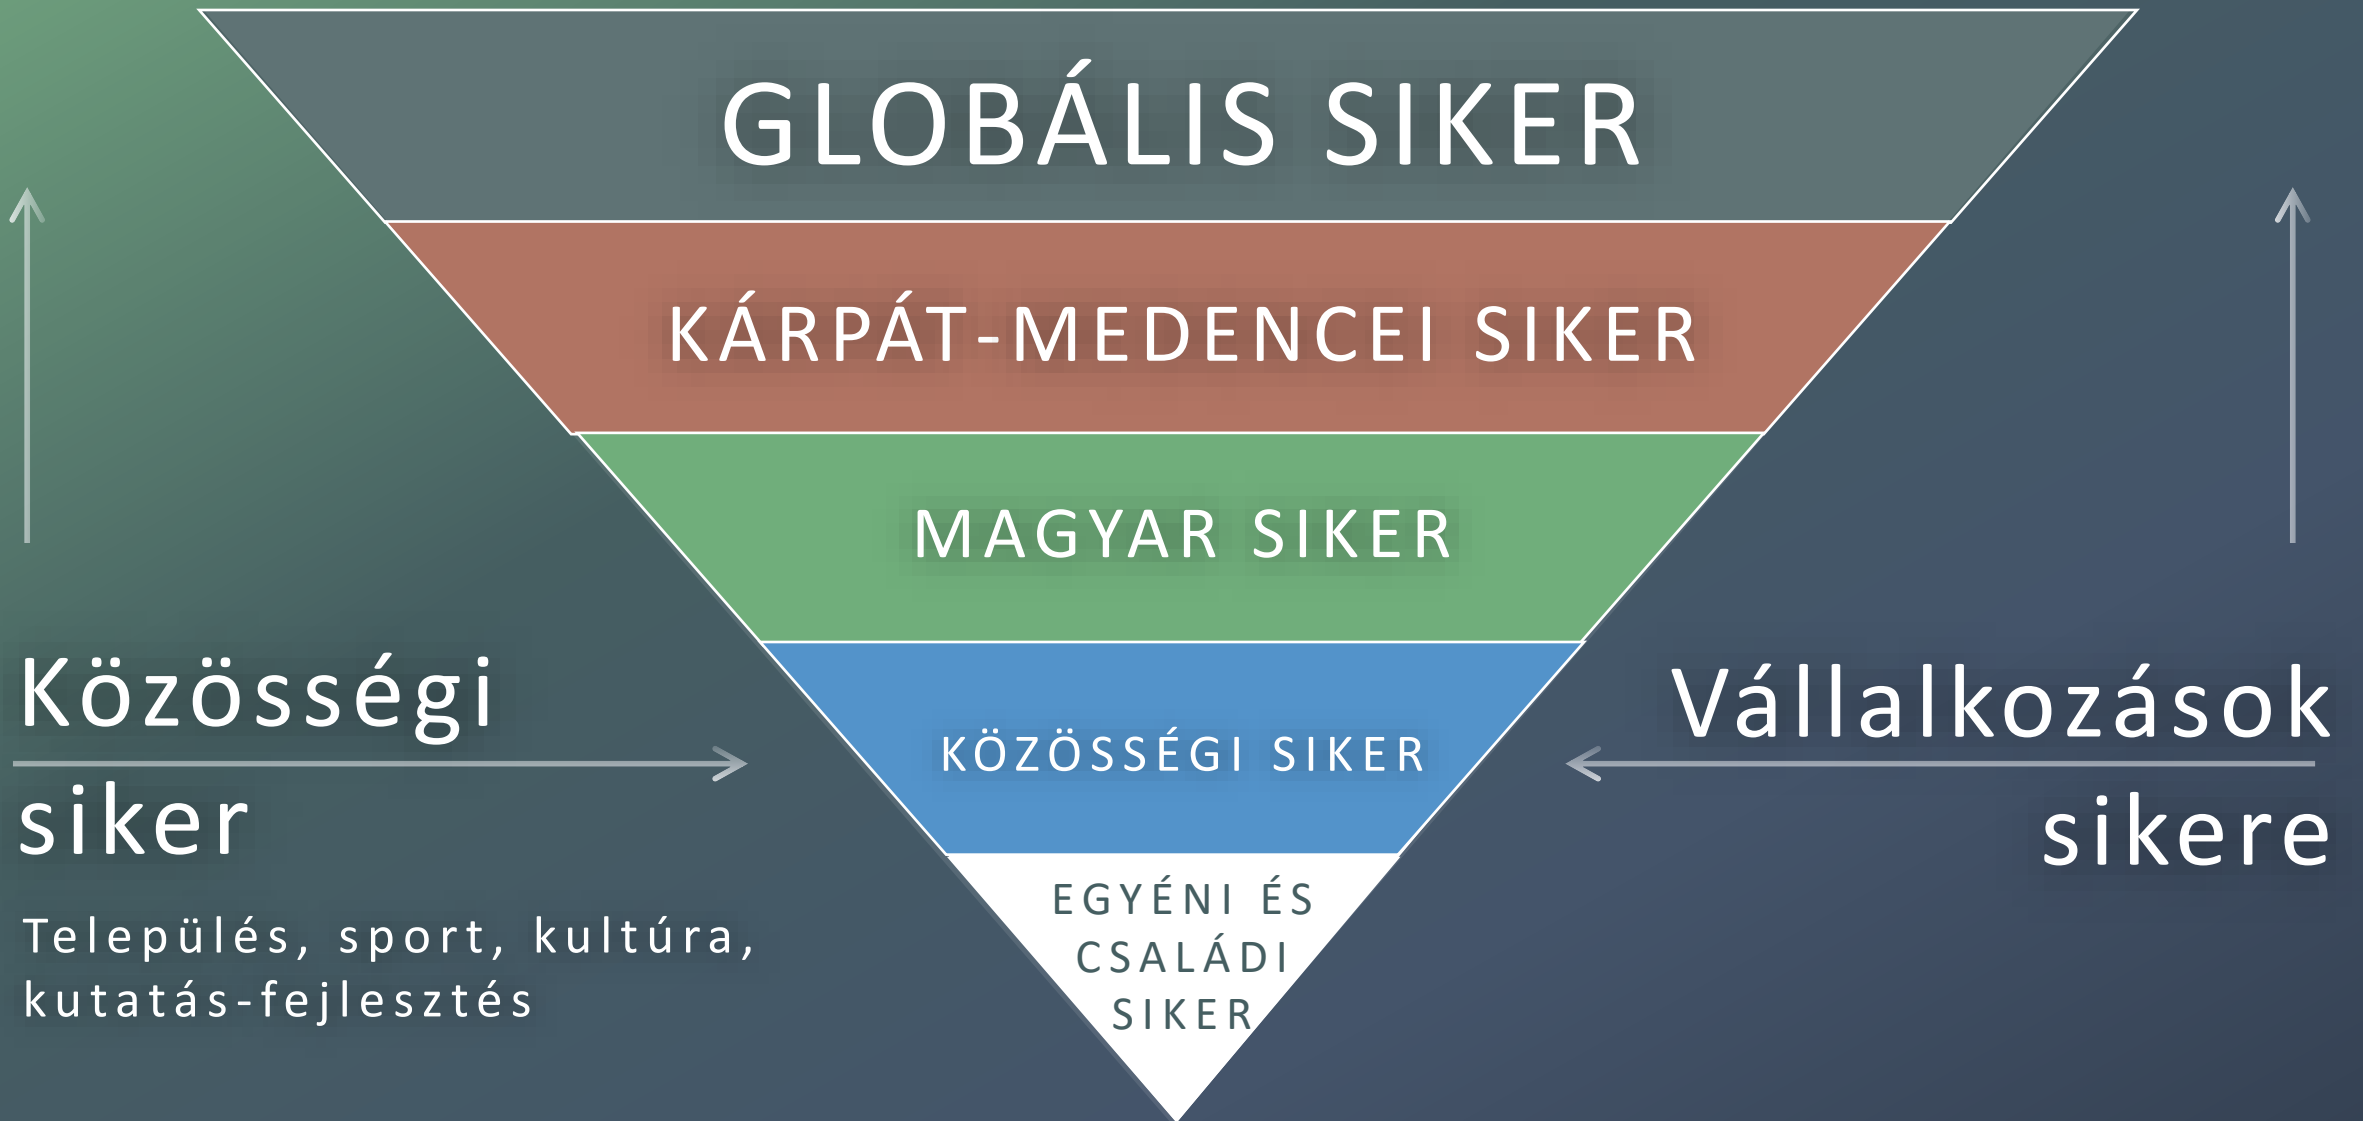 GLOBÁLIS SIKER
KÁRPÁT-MEDENCEI SIKER
MAGYAR SIKER
KÖZÖSSÉGI SIKER
EGYÉNI ÉS
CSALÁDI
SIKER
Közösségi
siker
Település, sport, kultúra,
kutatás-fejlesztés
Vállalkozások
sikere